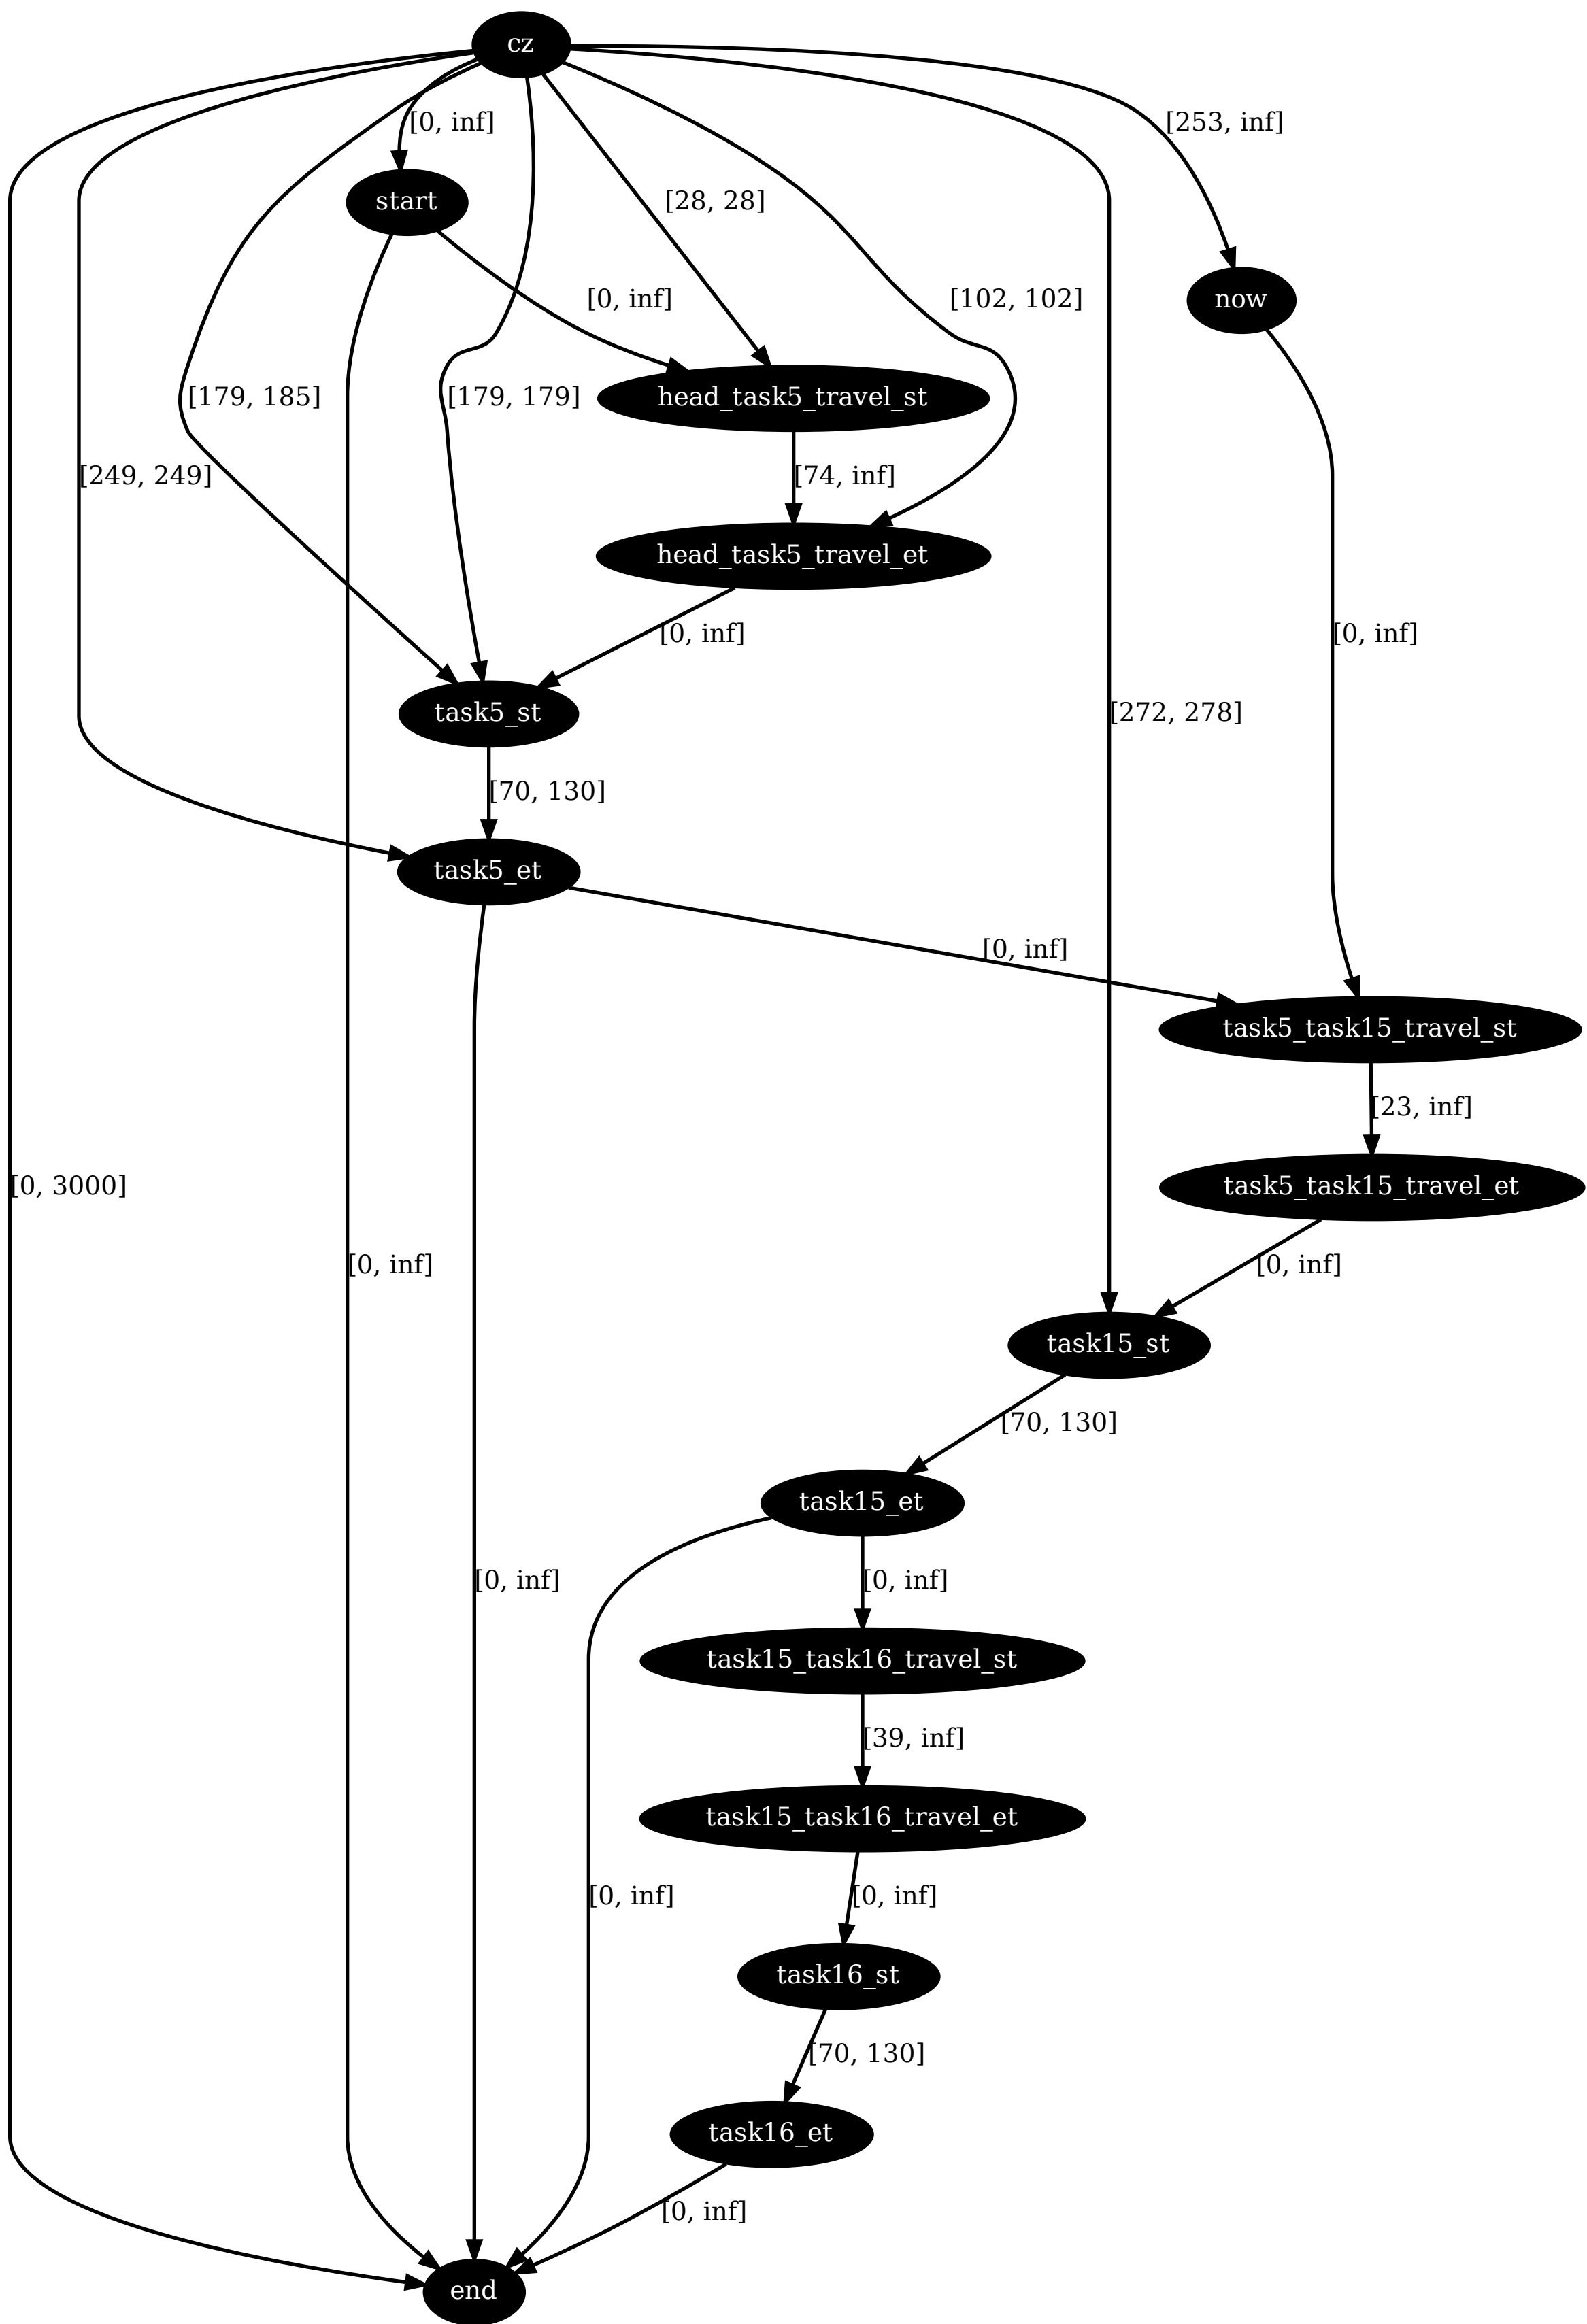 cz
[0, inf]
[253, inf]
start
[28, 28]
[0, inf]
[102, 102]
now
[179, 185]
[179, 179]
head_task5_travel_st
[249, 249]
[74, inf]
head_task5_travel_et
[0, inf]
[0, inf]
task5_st
[272, 278]
[70, 130]
task5_et
[0, inf]
task5_task15_travel_st
[23, inf]
[0, 3000]
task5_task15_travel_et
[0, inf]
[0, inf]
task15_st
[70, 130]
task15_et
[0, inf]
[0, inf]
task15_task16_travel_st
[39, inf]
task15_task16_travel_et
[0, inf]
[0, inf]
task16_st
[70, 130]
task16_et
[0, inf]
end